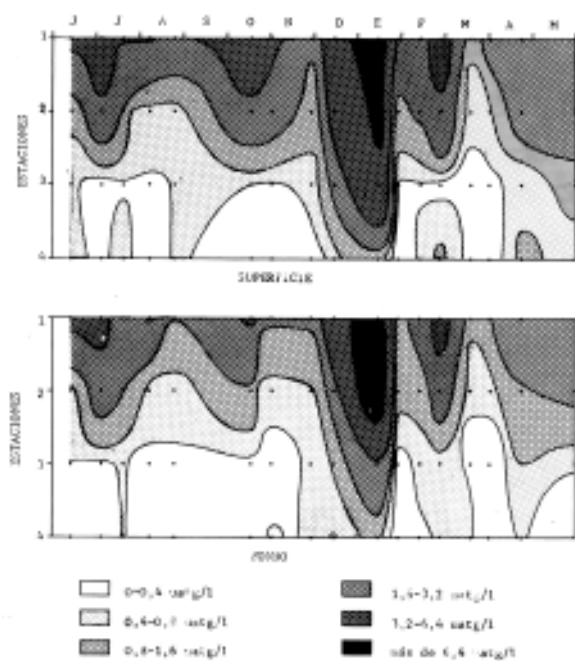 J J A S O N D E F M A M
1
ESTACIONES
2
3
4
SUPERFICIE
1
ESTACIONES
2
3
4
FONDO
0-0,4 uatg/l
1,6-3,2 uatg/l
0,4-0,7 uatg/l
3,2-6,4 uatg/l
0,8-1,6 uatg/l
más de 6,4 uatg/l